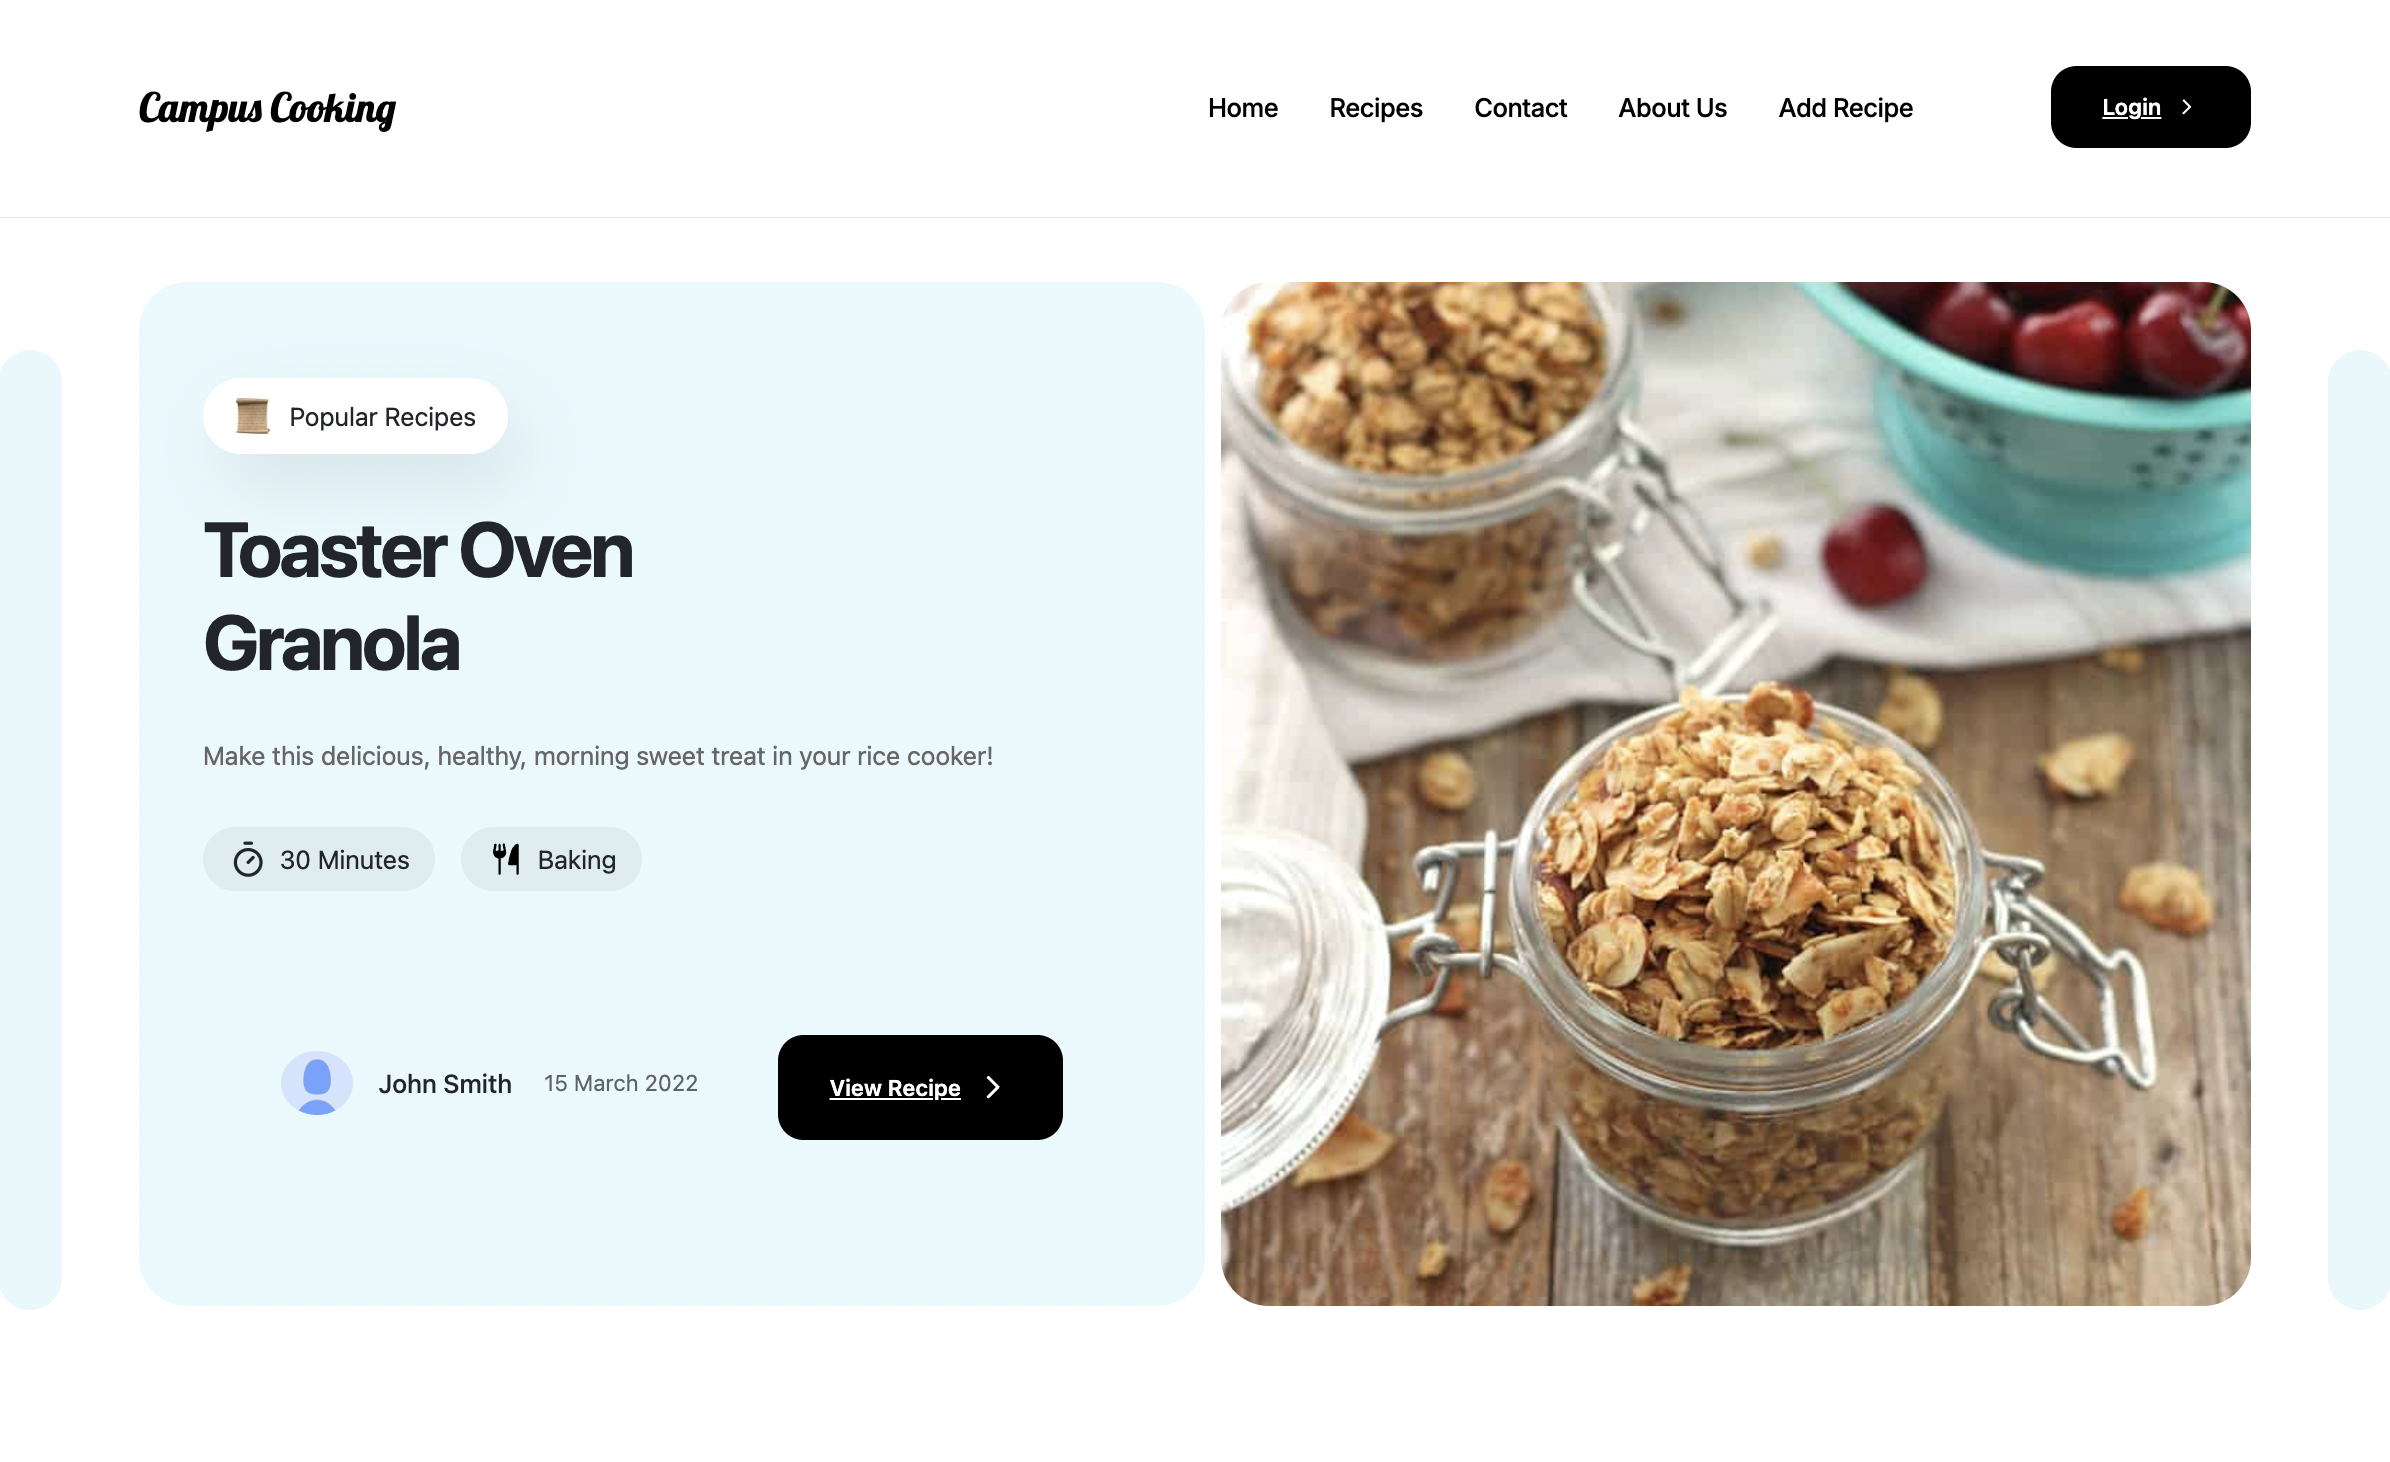 Campus Cooking
Home Recipes Contact About Us Add Recipe Login
Popular Recipes
Toaster Oven
Granola
Make this delicious, healthy, morning sweet treat in your rice cooker!
30 Minutes Baking
John Smith 15 March 2022 View Recipe